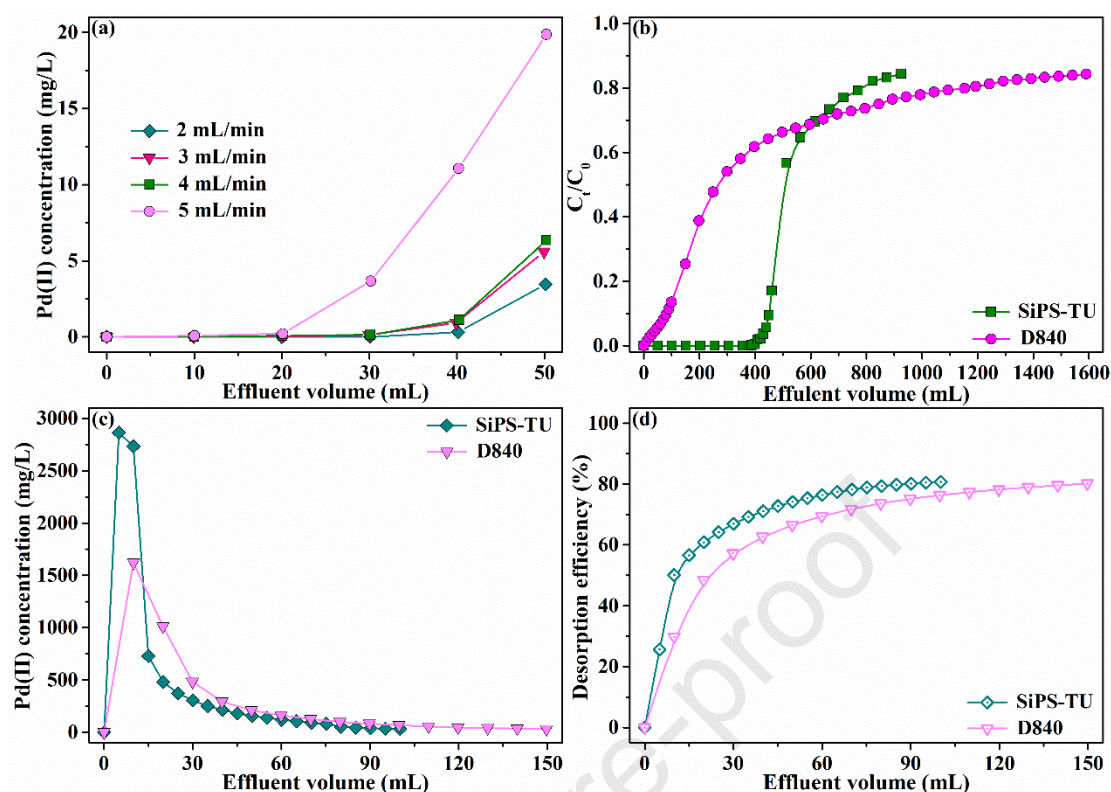 (a)
Pd(II) concentration (mg/L)
20
15
10
5
0
2 mL/min
3 mL/min
4 mL/min
5 mL/min
0 10 20 30 40 50
Effluent volume (mL)
(b)
Ct/C0
0.8
0.6
0.4
0.2
0.0
SiPS-TU
D840
0 200 400 600 800 1000 1200 1400 1600
Effulent volume (mL)
(c)
Pd(II) concentration (mg/L)
3000
2500
2000
1500
1000
500
0
SiPS-TU
D840
0 30 60 90 120 150
Effluent volume (mL)
(d)
Desorption efficiency (%)
100
80
60
40
20
0
SiPS-TU
D840
0 30 60 90 120 150
Effluent volume (mL)
re-proof